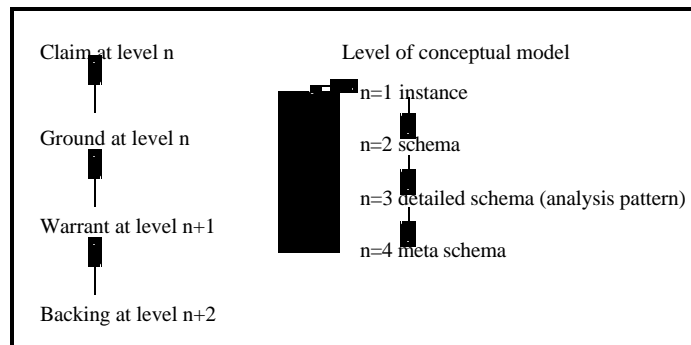 Claim at level n
Ground at level n
Warrant at level n+1
Backing at level n+2
Level of conceptual model
n=1 instance
n=2 schema
n=3 detailed schema (analysis pattern)
n=4 meta schema